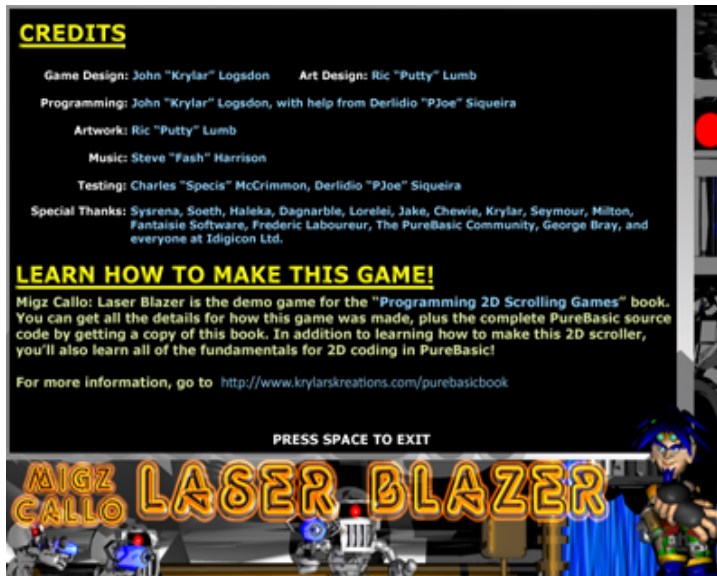 CREDITS
Game Design: John "Krylar" Logsdon Art Design: Ric "Putty" Lumb
Programming: John "Krylar" Logsdon, with help from Derlidio "PJoe" Siqueira
Artwork: Ric "Putty" Lumb
Music: Steve "Fash" Harrison
Testing: Charles "Specis" McCrimmon, Derlidio "PJoe" Siqueira
Special Thanks: Sysrena, Soeth, Haleka, Dagnarble, Lorelei, Jake, Chewie, Krylar, Seymour, Milton,
Fantaisie Software, Frederic Laboureur, The PureBasic Community, George Bray, and
everyone at Idigicon Ltd.
LEARN HOW TO MAKE THIS GAME!
Migz Callo: Laser Blazer is the demo game for the "Programming 2D Scrolling Games" book.
You can get all the details for how this game was made, plus the complete PureBasic source
code by getting a copy of this book. In addition to learning how to make this 2D scroller,
you'll also learn all of the fundamentals for 2D coding in PureBasic!
For more information, go to http://www.krylarskreations.com/purebasicbook
PRESS SPACE TO EXIT
MIGZ
CALLO
LASER BLAZER